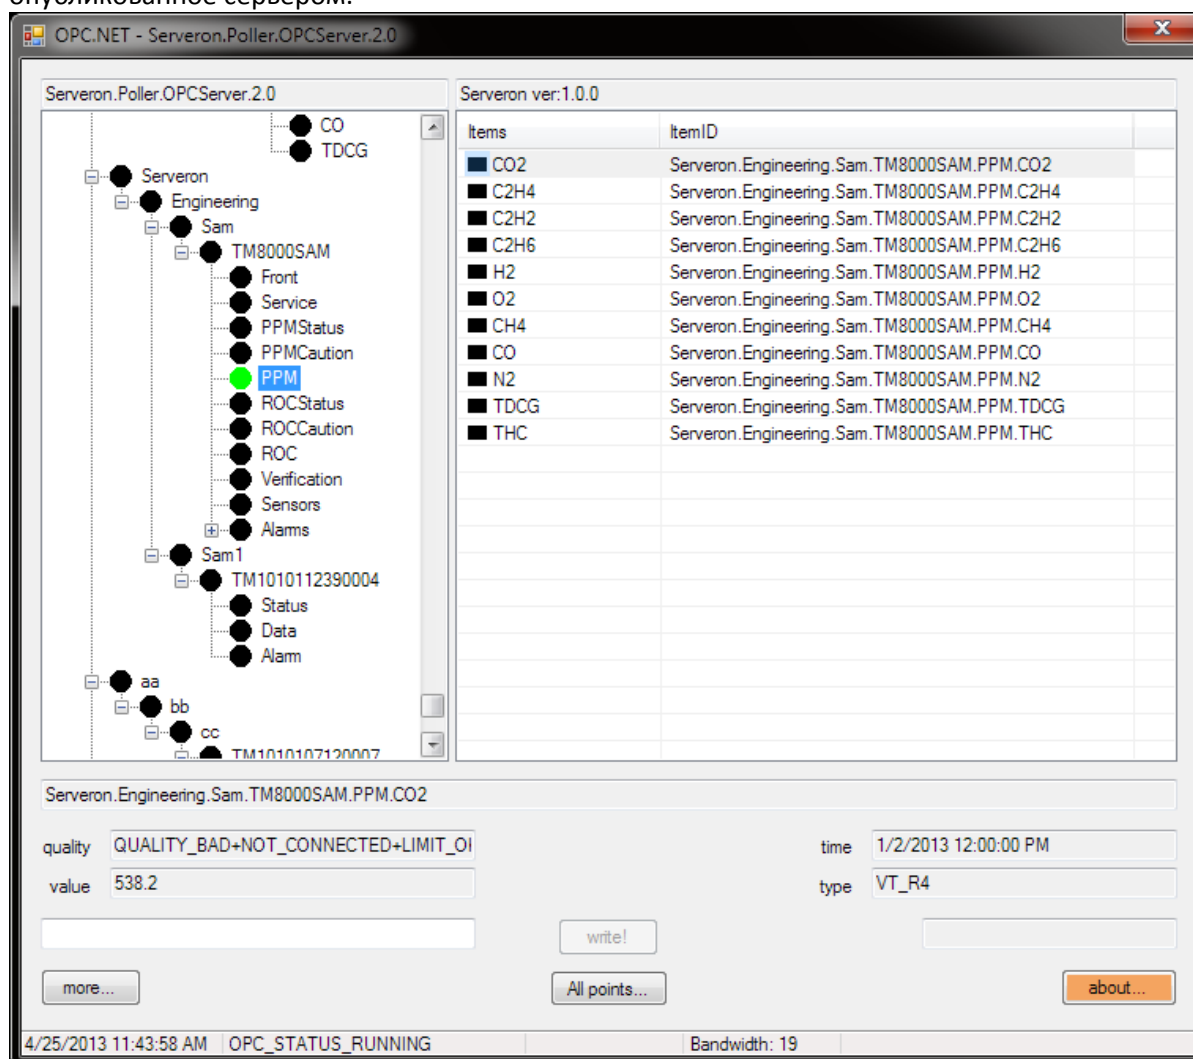 опубликованное сервером.
OPC.NET - Serveron.Poller.OPCServer.2.0
Serveron.Poller.OPCServer.2.0
Serveron ver:1.0.0
CO
TDCG
Serveron
Engineering
Sam
TM8000SAM
Front
Service
PPMStatus
PPMCaution
PPM
ROCStatus
ROCCaution
ROC
Verification
Sensors
Alarms
Sam1
TM1010112390004
Status
Data
Alarm
aa
bb
cc
TM1010107120007
Items ItemID
CO2 Serveron.Engineering.Sam.TM8000SAM.PPM.CO2
C2H4 Serveron.Engineering.Sam.TM8000SAM.PPM.C2H4
C2H2 Serveron.Engineering.Sam.TM8000SAM.PPM.C2H2
C2H6 Serveron.Engineering.Sam.TM8000SAM.PPM.C2H6
H2 Serveron.Engineering.Sam.TM8000SAM.PPM.H2
O2 Serveron.Engineering.Sam.TM8000SAM.PPM.O2
CH4 Serveron.Engineering.Sam.TM8000SAM.PPM.CH4
CO Serveron.Engineering.Sam.TM8000SAM.PPM.CO
N2 Serveron.Engineering.Sam.TM8000SAM.PPM.N2
TDCG Serveron.Engineering.Sam.TM8000SAM.PPM.TDCG
THC Serveron.Engineering.Sam.TM8000SAM.PPM.THC
Serveron.Engineering.Sam.TM8000SAM.PPM.CO2
quality QUALITY_BAD+NOT_CONNECTED+LIMIT_O
time 1/2/2013 12:00:00 PM
value 538.2
type VT_R4
write!
more... All points... about...
4/25/2013 11:43:58 AM OPC_STATUS_RUNNING Bandwidth: 19